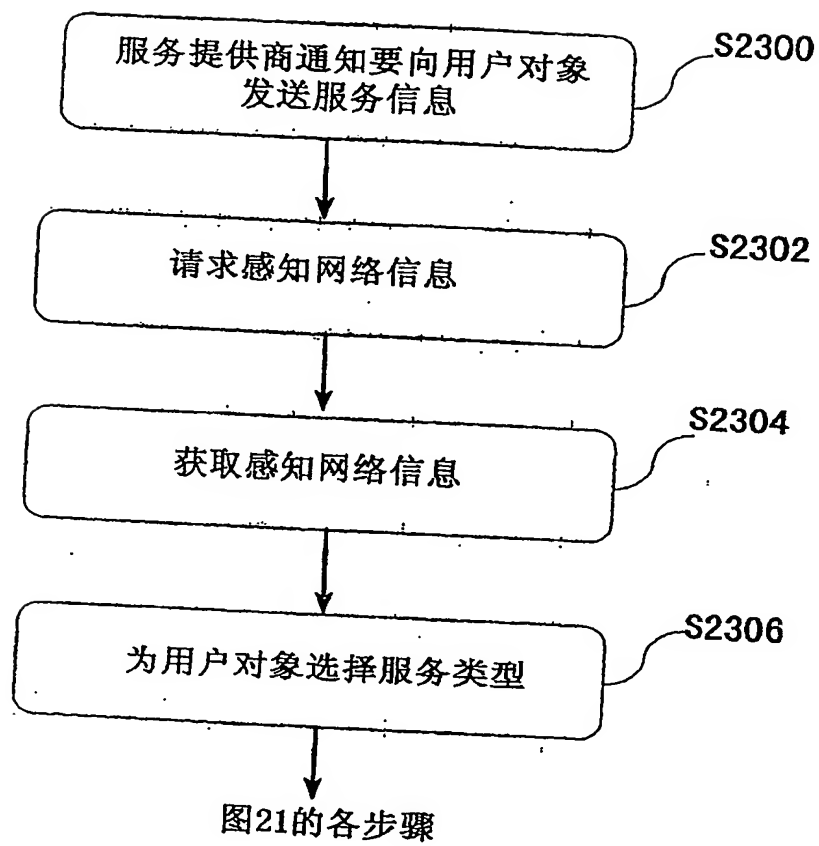 服务提供商通知要向用户对象
发送服务信息
S2300
请求感知网络信息
S2302
获取感知网络信息
S2304
为用户对象选择服务类型
S2306
图21的各步骤